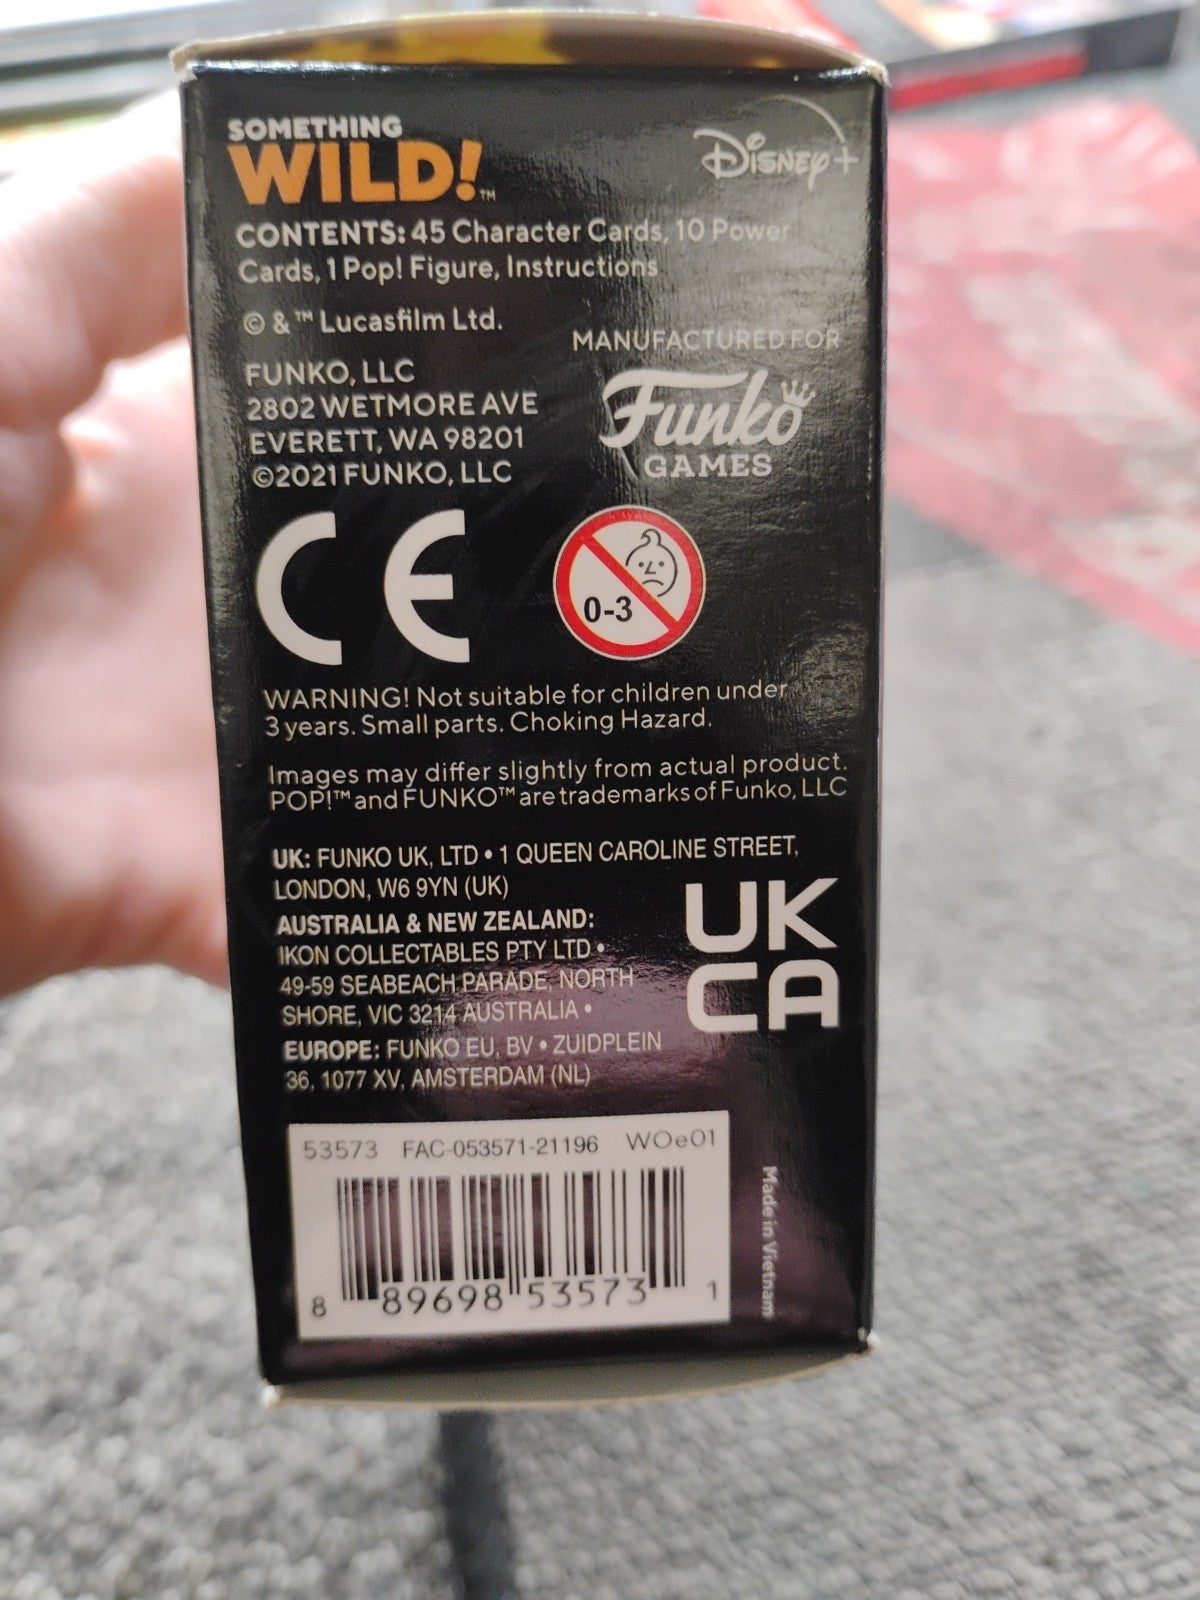 SOMETHING
WILD!™
Disney+
CONTENTS: 45 Character Cards, 10 Power
Cards, 1 Pop! Figure, Instructions
© & ™ Lucasfilm Ltd.
MANUFACTURED FOR
Funko
GAMES
FUNKO, LLC
2802 WETMORE AVE
EVERETT, WA 98201
©2021 FUNKO, LLC
CE
0-3
WARNING! Not suitable for children under
3 years. Small parts. Choking Hazard.
Images may differ slightly from actual product.
POP!™ and FUNKO™ are trademarks of Funko, LLC
UK: FUNKO UK, LTD • 1 QUEEN CAROLINE STREET,
LONDON, W6 9YN (UK)
AUSTRALIA & NEW ZEALAND:
IKON COLLECTABLES PTY LTD •
49-59 SEABEACH PARADE, NORTH
SHORE, VIC 3214 AUSTRALIA •
EUROPE: FUNKO EU, BV • ZUIDPLEIN
36, 1077 XV, AMSTERDAM (NL)
UK
CA
53573 FAC-053571-21196 WOe01
8 89698 53573 1
Made in Vietnam